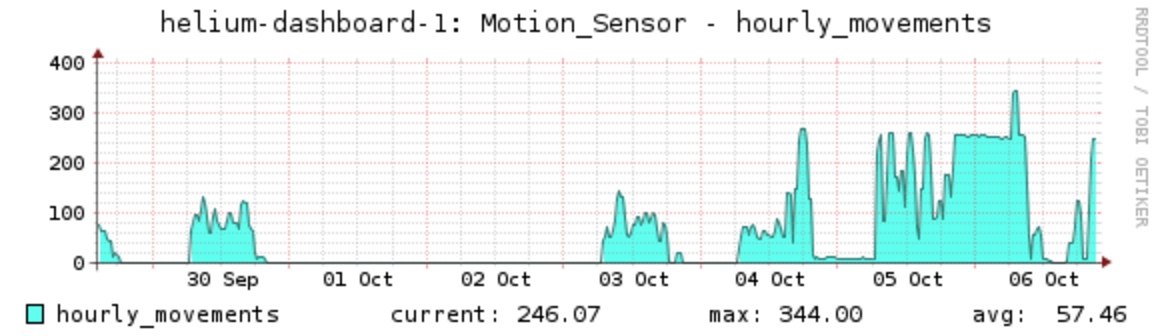 helium-dashboard-1: Motion_Sensor - hourly_movements
RRDTOOL / TOBI OETIKER
400
300
200
100
0
30 Sep 01 Oct 02 Oct 03 Oct 04 Oct 05 Oct 06 Oct
hourly_movements current: 246.07 max: 344.00 avg: 57.46